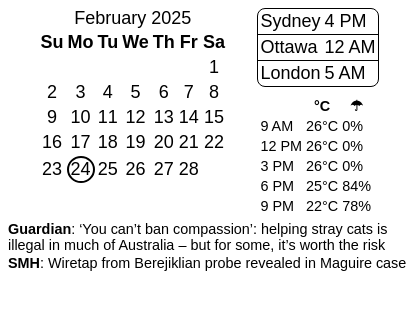 February 2025
Su Mo Tu We Th Fr Sa
1
2 3 4 5 6 7 8
9 10 11 12 13 14 15
16 17 18 19 20 21 22
23 24 25 26 27 28
Sydney 4 PM
Ottawa 12 AM
London 5 AM
°C ☂
9 AM 26°C 0%
12 PM 26°C 0%
3 PM 26°C 0%
6 PM 25°C 84%
9 PM 22°C 78%
Guardian: ‘You can’t ban compassion’: helping stray cats is
illegal in much of Australia – but for some, it’s worth the risk
SMH: Wiretap from Berejiklian probe revealed in Maguire case